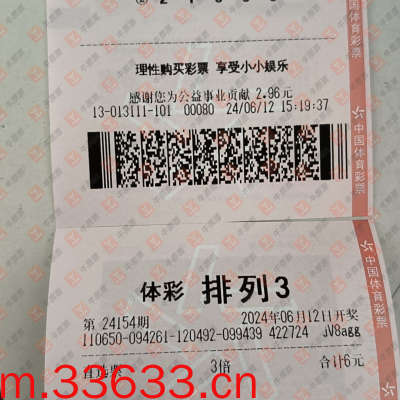 理性购买彩票 享受小小娱乐
感谢您为公益事业贡献 2.96元
13-013111-101 00080 24/06/12 15:19:37
中国体育彩票
体彩 排列3
第 24154期 2024年06月12日开奖
110650-094261-120492-099439 422724 JV8agg
直选票 3倍 合计6元
中国体育彩票
m.33633.cn